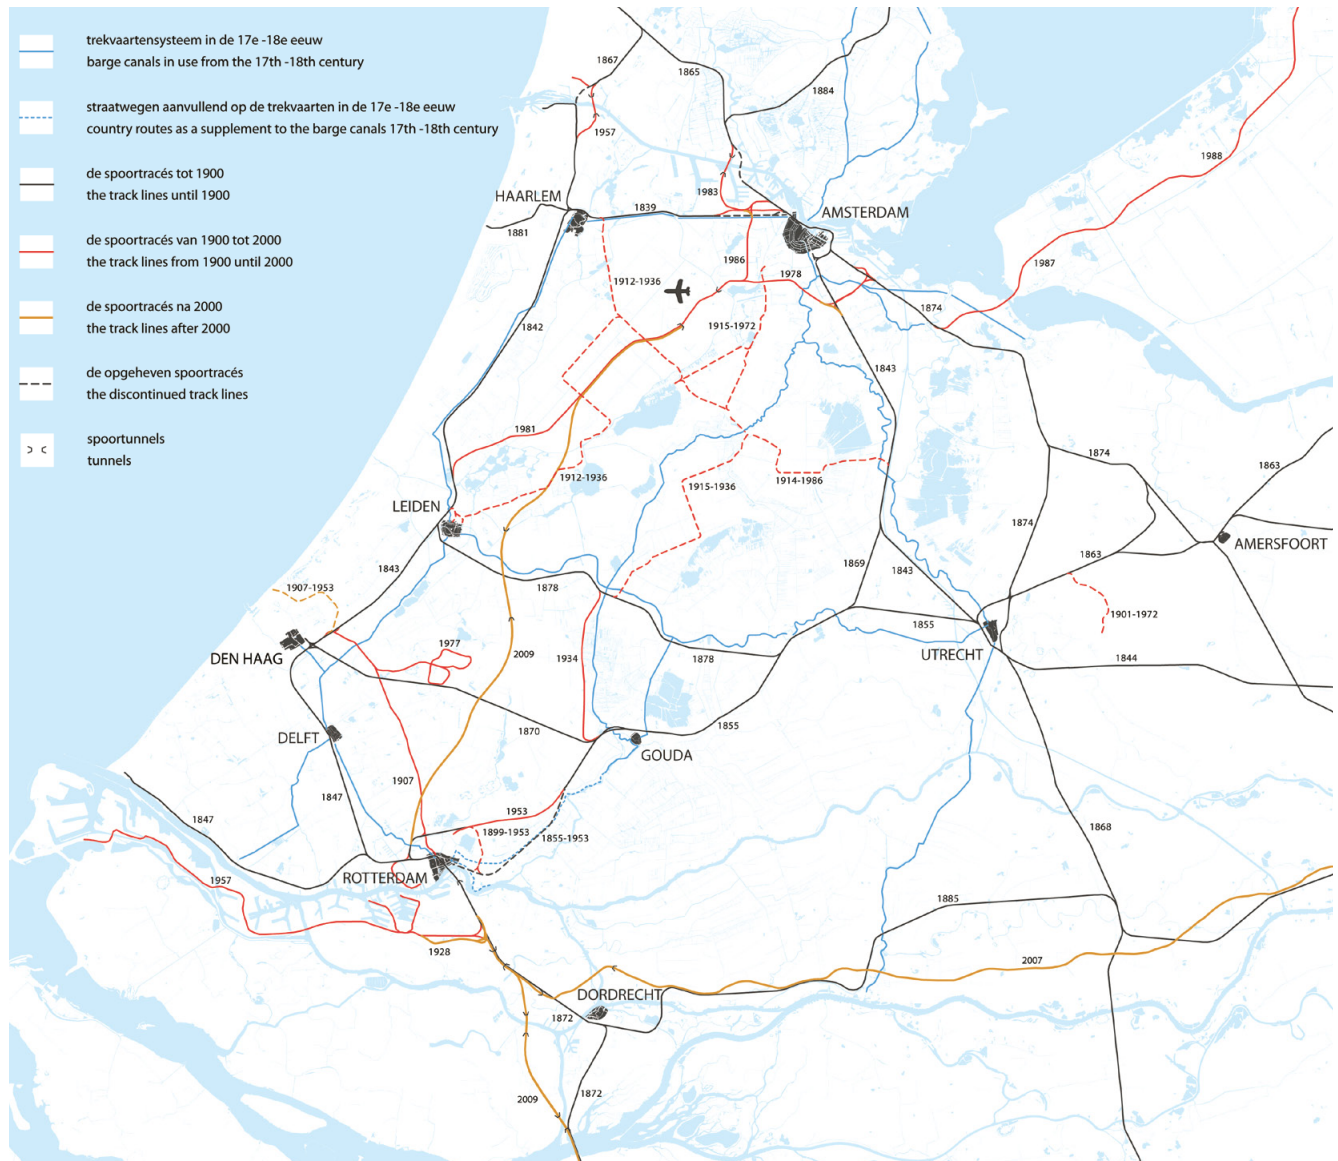 trekvaartensysteem in de 17e -18e eeuw
barge canals in use from the 17th -18th century
straatwegen aanvullend op de trekvaarten in de 17e -18e eeuw
country routes as a supplement to the barge canals 17th -18th century
de spoortracés tot 1900
the track lines until 1900
de spoortracés van 1900 tot 2000
the track lines from 1900 until 2000
de spoortracés na 2000
the track lines after 2000
de opgeheven spoortracés
the discontinued track lines
spoortunnels
tunnels
1867
1865
1884
1957
1988
1983
HAARLEM
1839
AMSTERDAM
1881
1986
1987
1978
1912-1936
1874
1842
1915-1972
1843
1981
1874
1863
1912-1936
1915-1936
1914-1986
LEIDEN
1874
AMERSFOORT
1863
1843
1869
1843
1878
1907-1953
1901-1972
1855
1977
DEN HAAG
2009
1934
1878
UTRECHT
1844
DELFT
1870
1855
GOUDA
1907
1847
1953
1847
1899-1953
1855-1953
1868
ROTTERDAM
1957
1885
1928
2007
DORDRECHT
1872
1872
2009